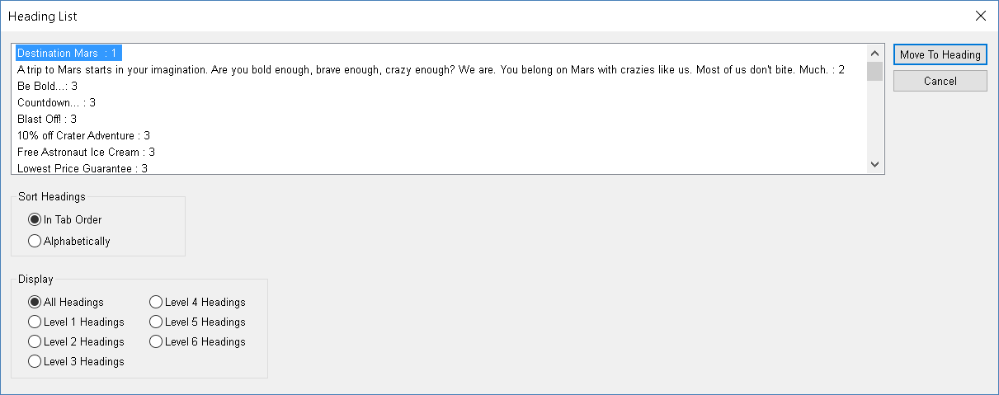 Heading List
Destination Mars : 1
A trip to Mars starts in your imagination. Are you bold enough, brave enough, crazy enough? We are. You belong on Mars with crazies like us. Most of us don't bite. Much. : 2
Be Bold...: 3
Countdown... : 3
Blast Off! : 3
10% off Crater Adventure : 3
Free Astronaut Ice Cream : 3
Lowest Price Guarantee : 3
Move To Heading
Cancel
Sort Headings
In Tab Order
Alphabetically
Display
All Headings
Level 4 Headings
Level 1 Headings
Level 5 Headings
Level 2 Headings
Level 6 Headings
Level 3 Headings